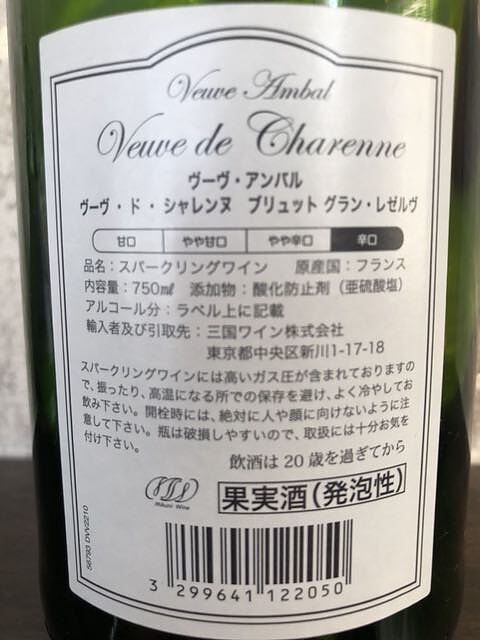 Veuve Ambal
Veuve de Charenne
ヴーヴ・アンバル
ヴーヴ・ド・シャレンヌ ブリュット グラン・レゼルヴ
甘口 やや甘口 やや辛口 辛口
品名：スパークリングワイン 原産国：フランス
内容量：750㎖ 添加物：酸化防止剤（亜硫酸塩）
アルコール分：ラベル上に記載
輸入者及び引取先：三国ワイン株式会社
東京都中央区新川1-17-18
スパークリングワインには高いガス圧が含まれておりますの
で、振ったり、高温になる所での保存を避け、よく冷やしてお
飲み下さい。開栓時には、絶対に人や顔に向けないように注
意して下さい。瓶は破損しやすいので、取扱には十分お気を
付け下さい。
飲酒は20歳を過ぎてから
Mikuni Wine
果実酒（発泡性）
56793 DVV2210
3 299641 122050